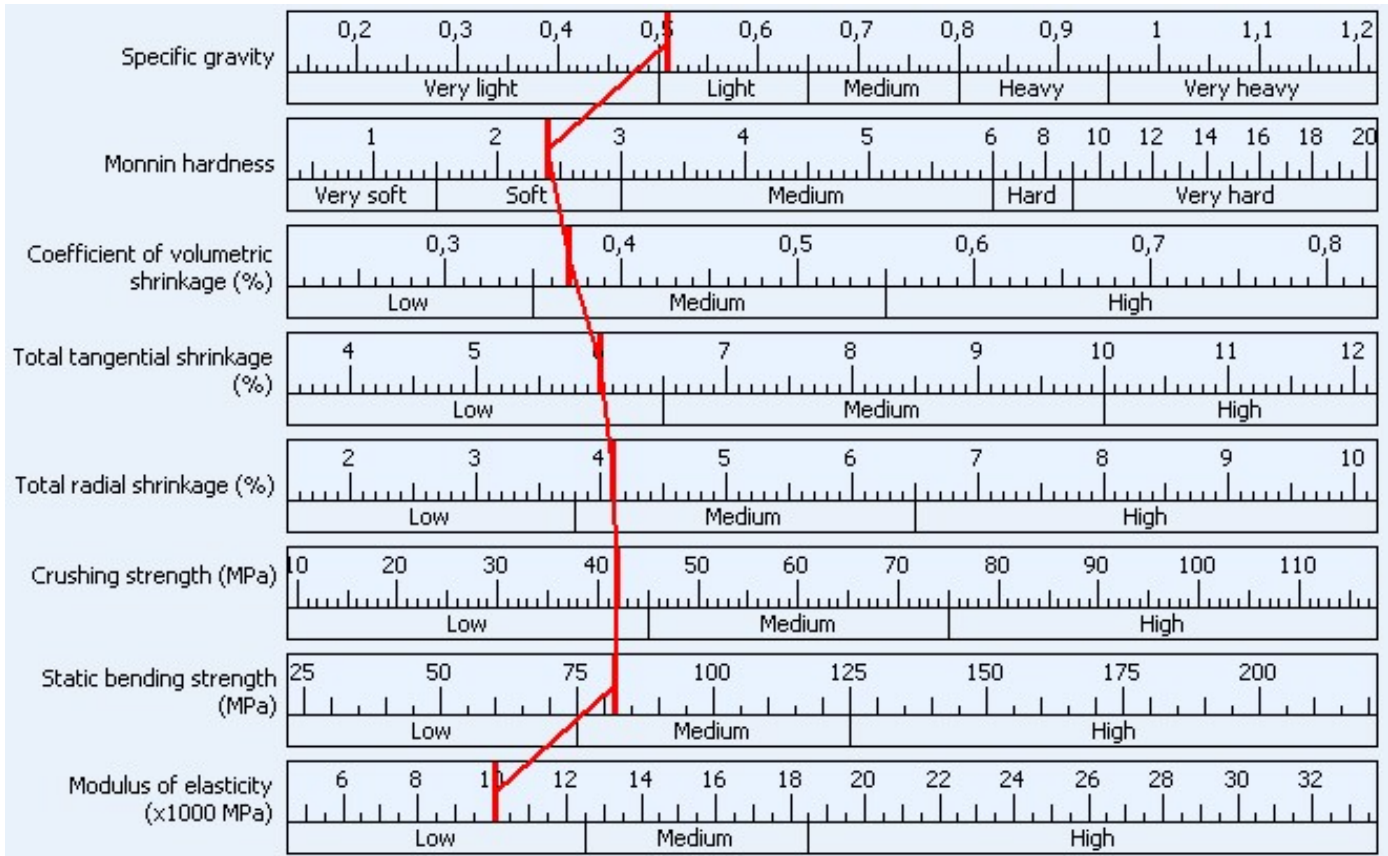 Specific gravity
0,2 0,3 0,4 0,5 0,6 0,7 0,8 0,9 1 1,1 1,2
Very light Light Medium Heavy Very heavy
Monnin hardness
1 2 3 4 5 6 8 10 12 14 16 18 20
Very soft Soft Medium Hard Very hard
Coefficient of volumetric
shrinkage (%)
0,3 0,4 0,5 0,6 0,7 0,8
Low Medium High
Total tangential shrinkage
(%)
4 5 6 7 8 9 10 11 12
Low Medium High
Total radial shrinkage (%)
2 3 4 5 6 7 8 9 10
Low Medium High
Crushing strength (MPa)
10 20 30 40 50 60 70 80 90 100 110
Low Medium High
Static bending strength
(MPa)
25 50 75 100 125 150 175 200
Low Medium High
Modulus of elasticity
(x1000 MPa)
6 8 10 12 14 16 18 20 22 24 26 28 30 32
Low Medium High